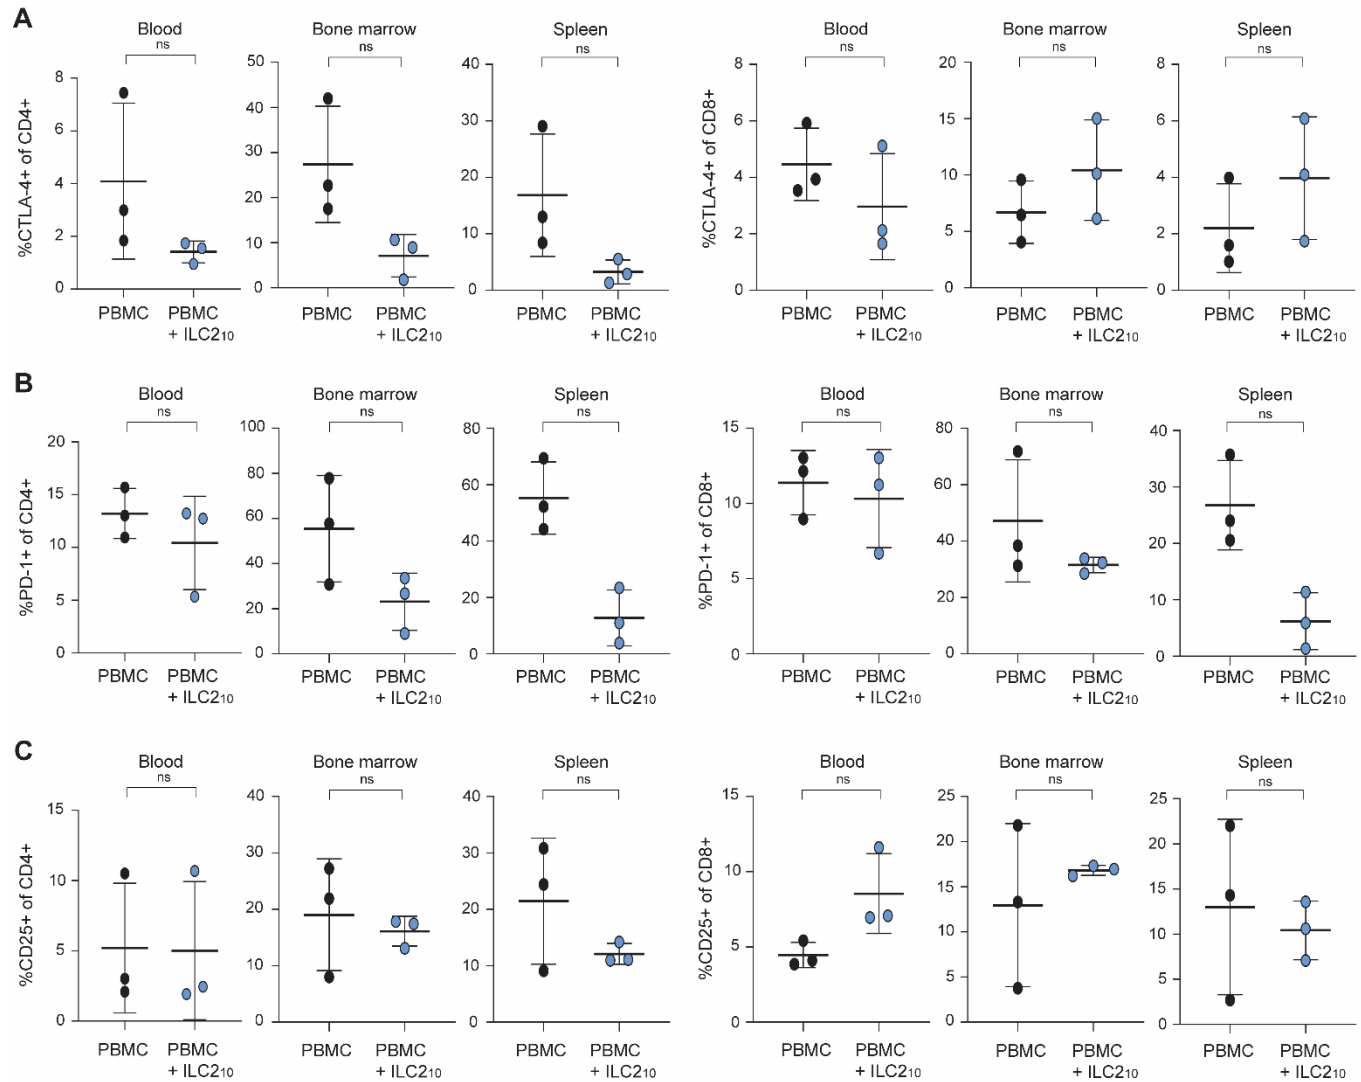 A
Blood
ns
%CTLA-4+ of CD4+
8
6
4
2
0
PBMC
PBMC
+ ILC210
Bone marrow
ns
50
40
30
20
10
0
PBMC
PBMC
+ ILC210
Spleen
ns
40
30
20
10
0
PBMC
PBMC
+ ILC210
Blood
ns
%CTLA-4+ of CD8+
8
6
4
2
0
PBMC
PBMC
+ ILC210
Bone marrow
ns
20
15
10
5
0
PBMC
PBMC
+ ILC210
Spleen
ns
8
6
4
2
0
PBMC
PBMC
+ ILC210
B
Blood
ns
%PD-1+ of CD4+
20
15
10
5
0
PBMC
PBMC
+ ILC210
Bone marrow
ns
100
80
60
40
20
0
PBMC
PBMC
+ ILC210
Spleen
ns
80
60
40
20
0
PBMC
PBMC
+ ILC210
Blood
ns
%PD-1+ of CD8+
15
10
5
0
PBMC
PBMC
+ ILC210
Bone marrow
ns
80
60
40
20
0
PBMC
PBMC
+ ILC210
Spleen
ns
40
30
20
10
0
PBMC
PBMC
+ ILC210
C
Blood
ns
%CD25+ of CD4+
15
10
5
0
PBMC
PBMC
+ ILC210
Bone marrow
ns
40
30
20
10
0
PBMC
PBMC
+ ILC210
Spleen
ns
40
30
20
10
0
PBMC
PBMC
+ ILC210
Blood
ns
%CD25+ of CD8+
15
10
5
0
PBMC
PBMC
+ ILC210
Bone marrow
ns
25
20
15
10
5
0
PBMC
PBMC
+ ILC210
Spleen
ns
25
20
15
10
5
0
PBMC
PBMC
+ ILC210